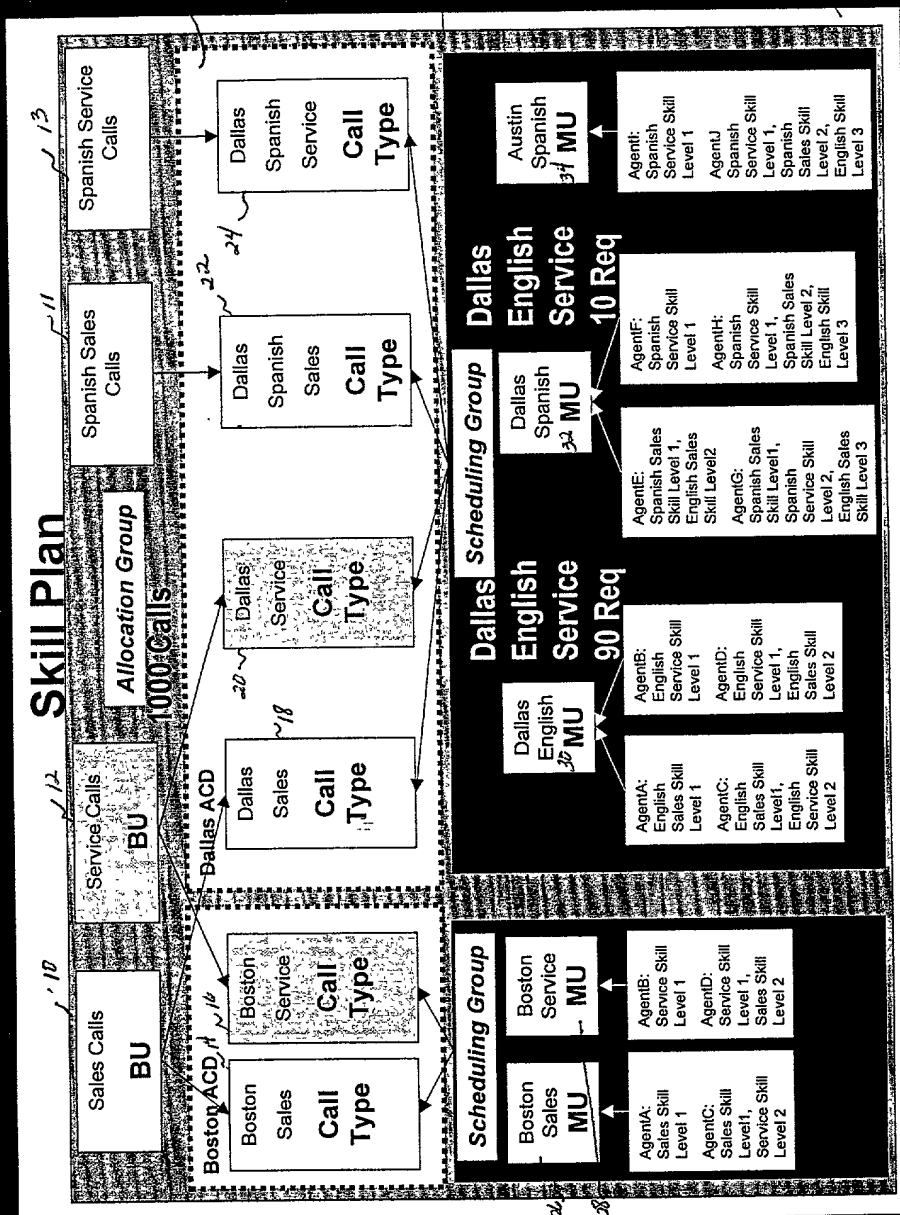 Skill Plan
10
Sales Calls
BU
12
Service Calls
BU
Allocation Group
1000 Calls
11
Spanish Sales
Calls
13
Spanish Service
Calls
Boston ACD
14
Boston
Sales
Call
Type
16
Boston
Service
Call
Type
Dallas ACD
18
Dallas
Sales
Call
Type
20
Dallas
Service
Call
Type
22
Dallas
Spanish
Sales
Call
Type
24
Dallas
Spanish
Service
Call
Type
Scheduling Group
26
Boston
Sales
MU
28
Boston
Service
MU
AgentA:
Sales Skill
Level 1
AgentC:
Sales Skill
Level1,
Service Skill
Level 2
AgentB:
Service Skill
Level 1
AgentD:
Service Skill
Level 1,
Sales Skill
Level 2
Scheduling Group
Dallas
English
30 MU
Dallas
English
Service
90 Req
Dallas
Spanish
32 MU
Dallas
English
Service
10 Req
Austin
Spanish
34 MU
AgentA:
English
Sales Skill
Level 1
AgentC:
English
Sales Skill
Level1,
English
Service Skill
Level 2
AgentB:
English
Service Skill
Level 1
AgentD:
English
Service Skill
Level 1,
English
Sales Skill
Level 2
AgentE:
Spanish Sales
Skill Level 1,
English Sales
Skill Level2
AgentG:
Spanish Sales
Skill Level1,
Spanish
Service Skill
Level 2,
English Sales
Skill Level 3
AgentF:
Spanish
Service Skill
Level 1
AgentH:
Spanish
Service Skill
Level 1,
Spanish Sales
Skill Level 2,
English Skill
Level 3
AgentI:
Spanish
Service Skill
Level 1
AgentJ
Spanish
Service Skill
Level 1,
Spanish
Sales Skill
Level 2,
English Skill
Level 3